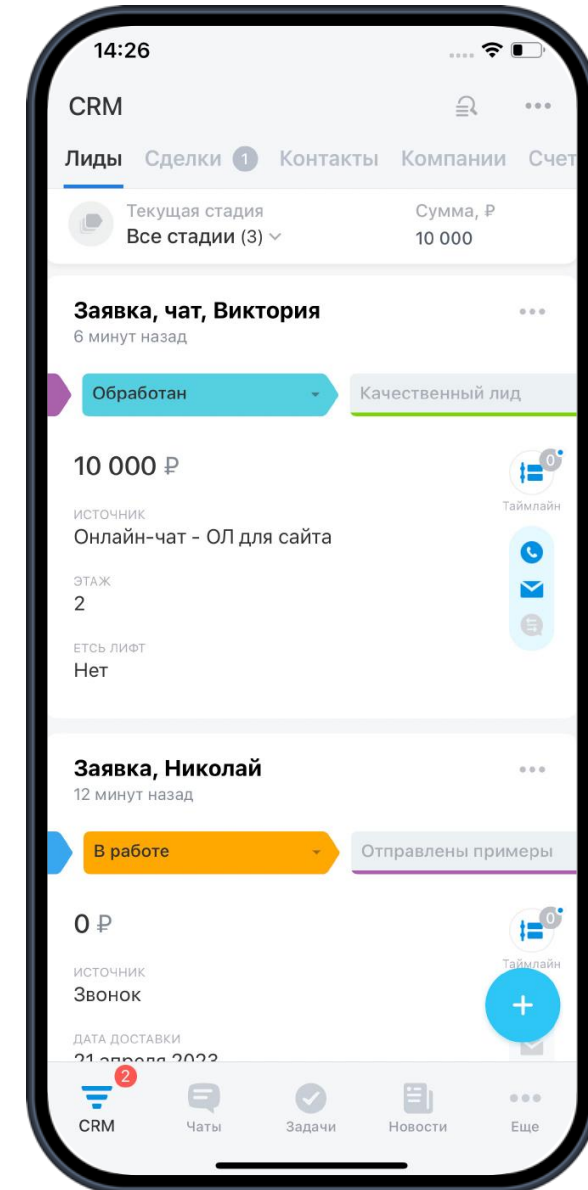 14:26
CRM
Лиды Сделки 1 Контакты Компании Счет
Текущая стадия Сумма, ₽
Все стадии (3) 10 000
Заявка, чат, Виктория
6 минут назад
Обработан Качественный лид
10 000 ₽ 0
Таймлайн
ИСТОЧНИК
Онлайн-чат - ОЛ для сайта
ЭТАЖ
2
ЕТСЬ ЛИФТ
Нет
Заявка, Николай
12 минут назад
В работе Отправлены примеры
0 ₽ 0
Таймлайн
ИСТОЧНИК
Звонок
ДАТА ДОСТАВКИ
21 апреля 2023
2
CRM Чаты Задачи Новости Еще